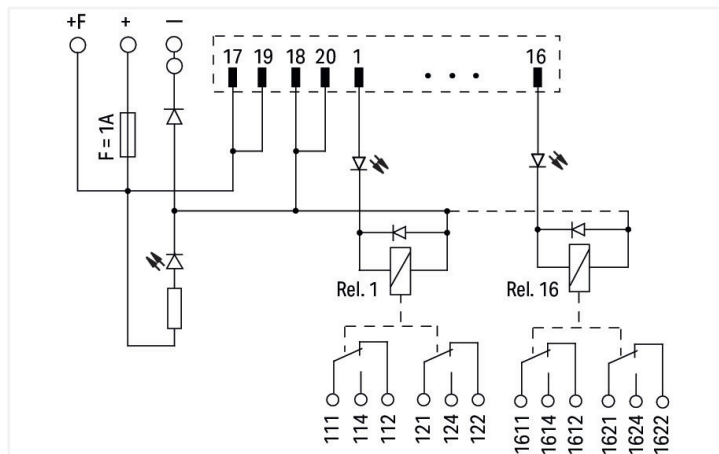 +F + –
17 19 18 20 1 • • • 16
F = 1A
Rel. 1 Rel. 16
111 114 112 121 124 122 1611 1614 1612 1621 1624 1622